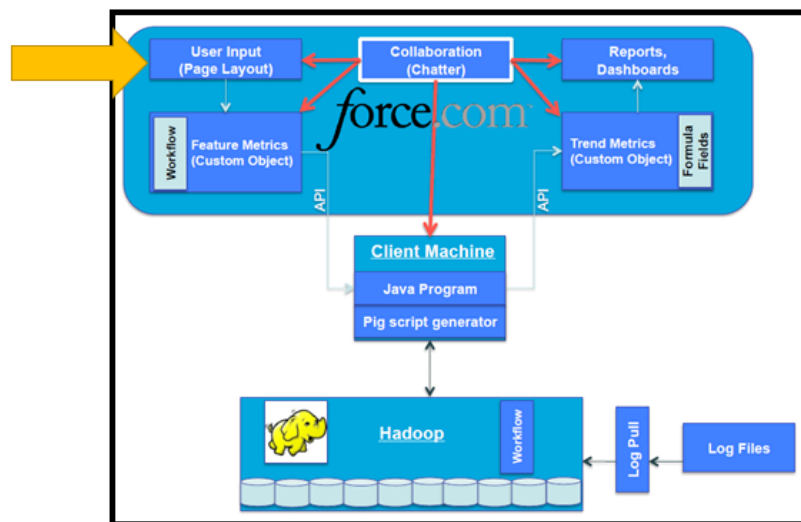 User Input
(Page Layout)
Collaboration
(Chatter)
Reports,
Dashboards
force.com
Workflow
Feature Metrics
(Custom Object)
Trend Metrics
(Custom Object)
Formula
Fields
API
API
Client Machine
Java Program
Pig script generator
Hadoop
Workflow
Log Pull
Log Files